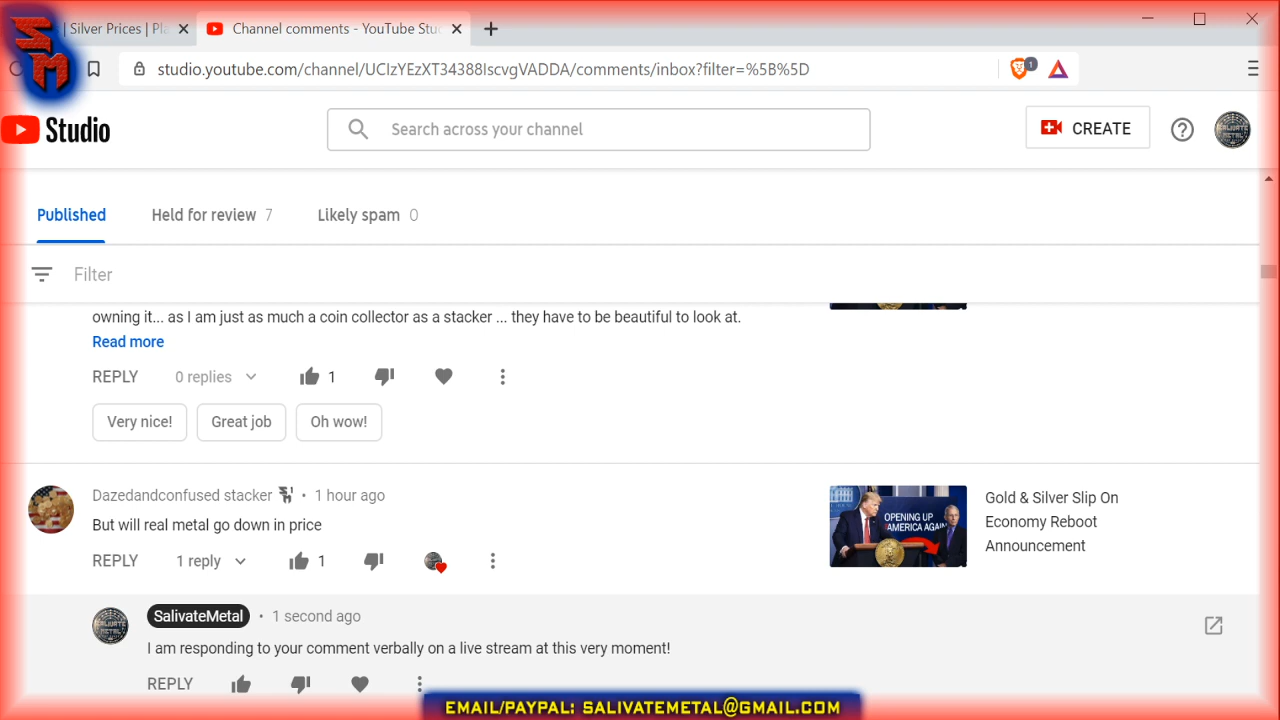 | Silver Prices | Pl
Channel comments - YouTube Stu
studio.youtube.com/channel/UCIzYEzXT34388IscvgVADDA/comments/inbox?filter=%5B%5D
1
SM
Studio
Search across your channel
CREATE
SALIVATE METAL
Published
Held for review 7
Likely spam 0
Filter
owning it... as I am just as much a coin collector as a stacker ... they have to be beautiful to look at.
Read more
REPLY 0 replies 1
Very nice! Great job Oh wow!
Dazedandconfused stacker SM • 1 hour ago
But will real metal go down in price
REPLY 1 reply 1
OPENING UP
AMERICA AGAIN
Gold & Silver Slip On
Economy Reboot
Announcement
SalivateMetal • 1 second ago
I am responding to your comment verbally on a live stream at this very moment!
REPLY
EMAIL/PAYPAL: SALIVATEMETAL@GMAIL.COM